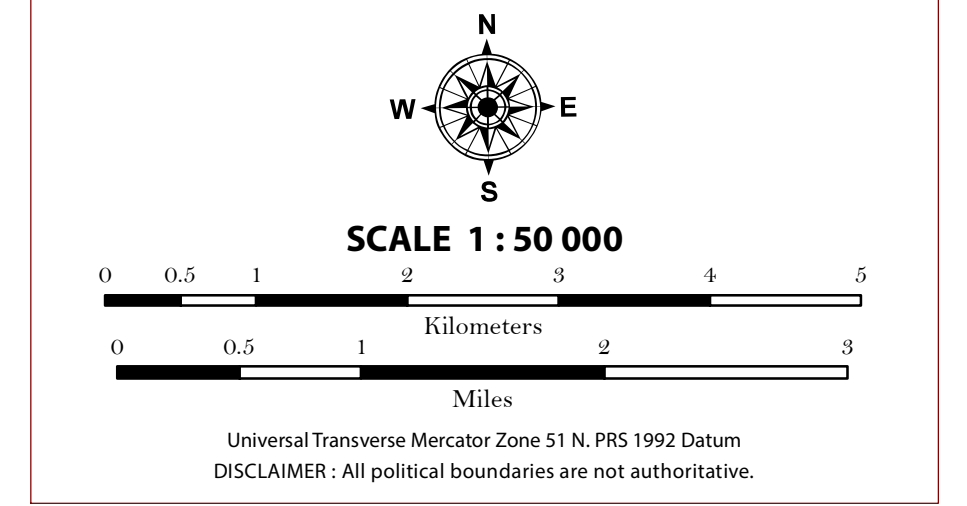 N
W E
S
SCALE 1 : 50 000
0 0.5 1 2 3 4 5
Kilometers
0 0.5 1 2 3
Miles
Universal Transverse Mercator Zone 51 N. PRS 1992 Datum
DISCLAIMER : All political boundaries are not authoritative.